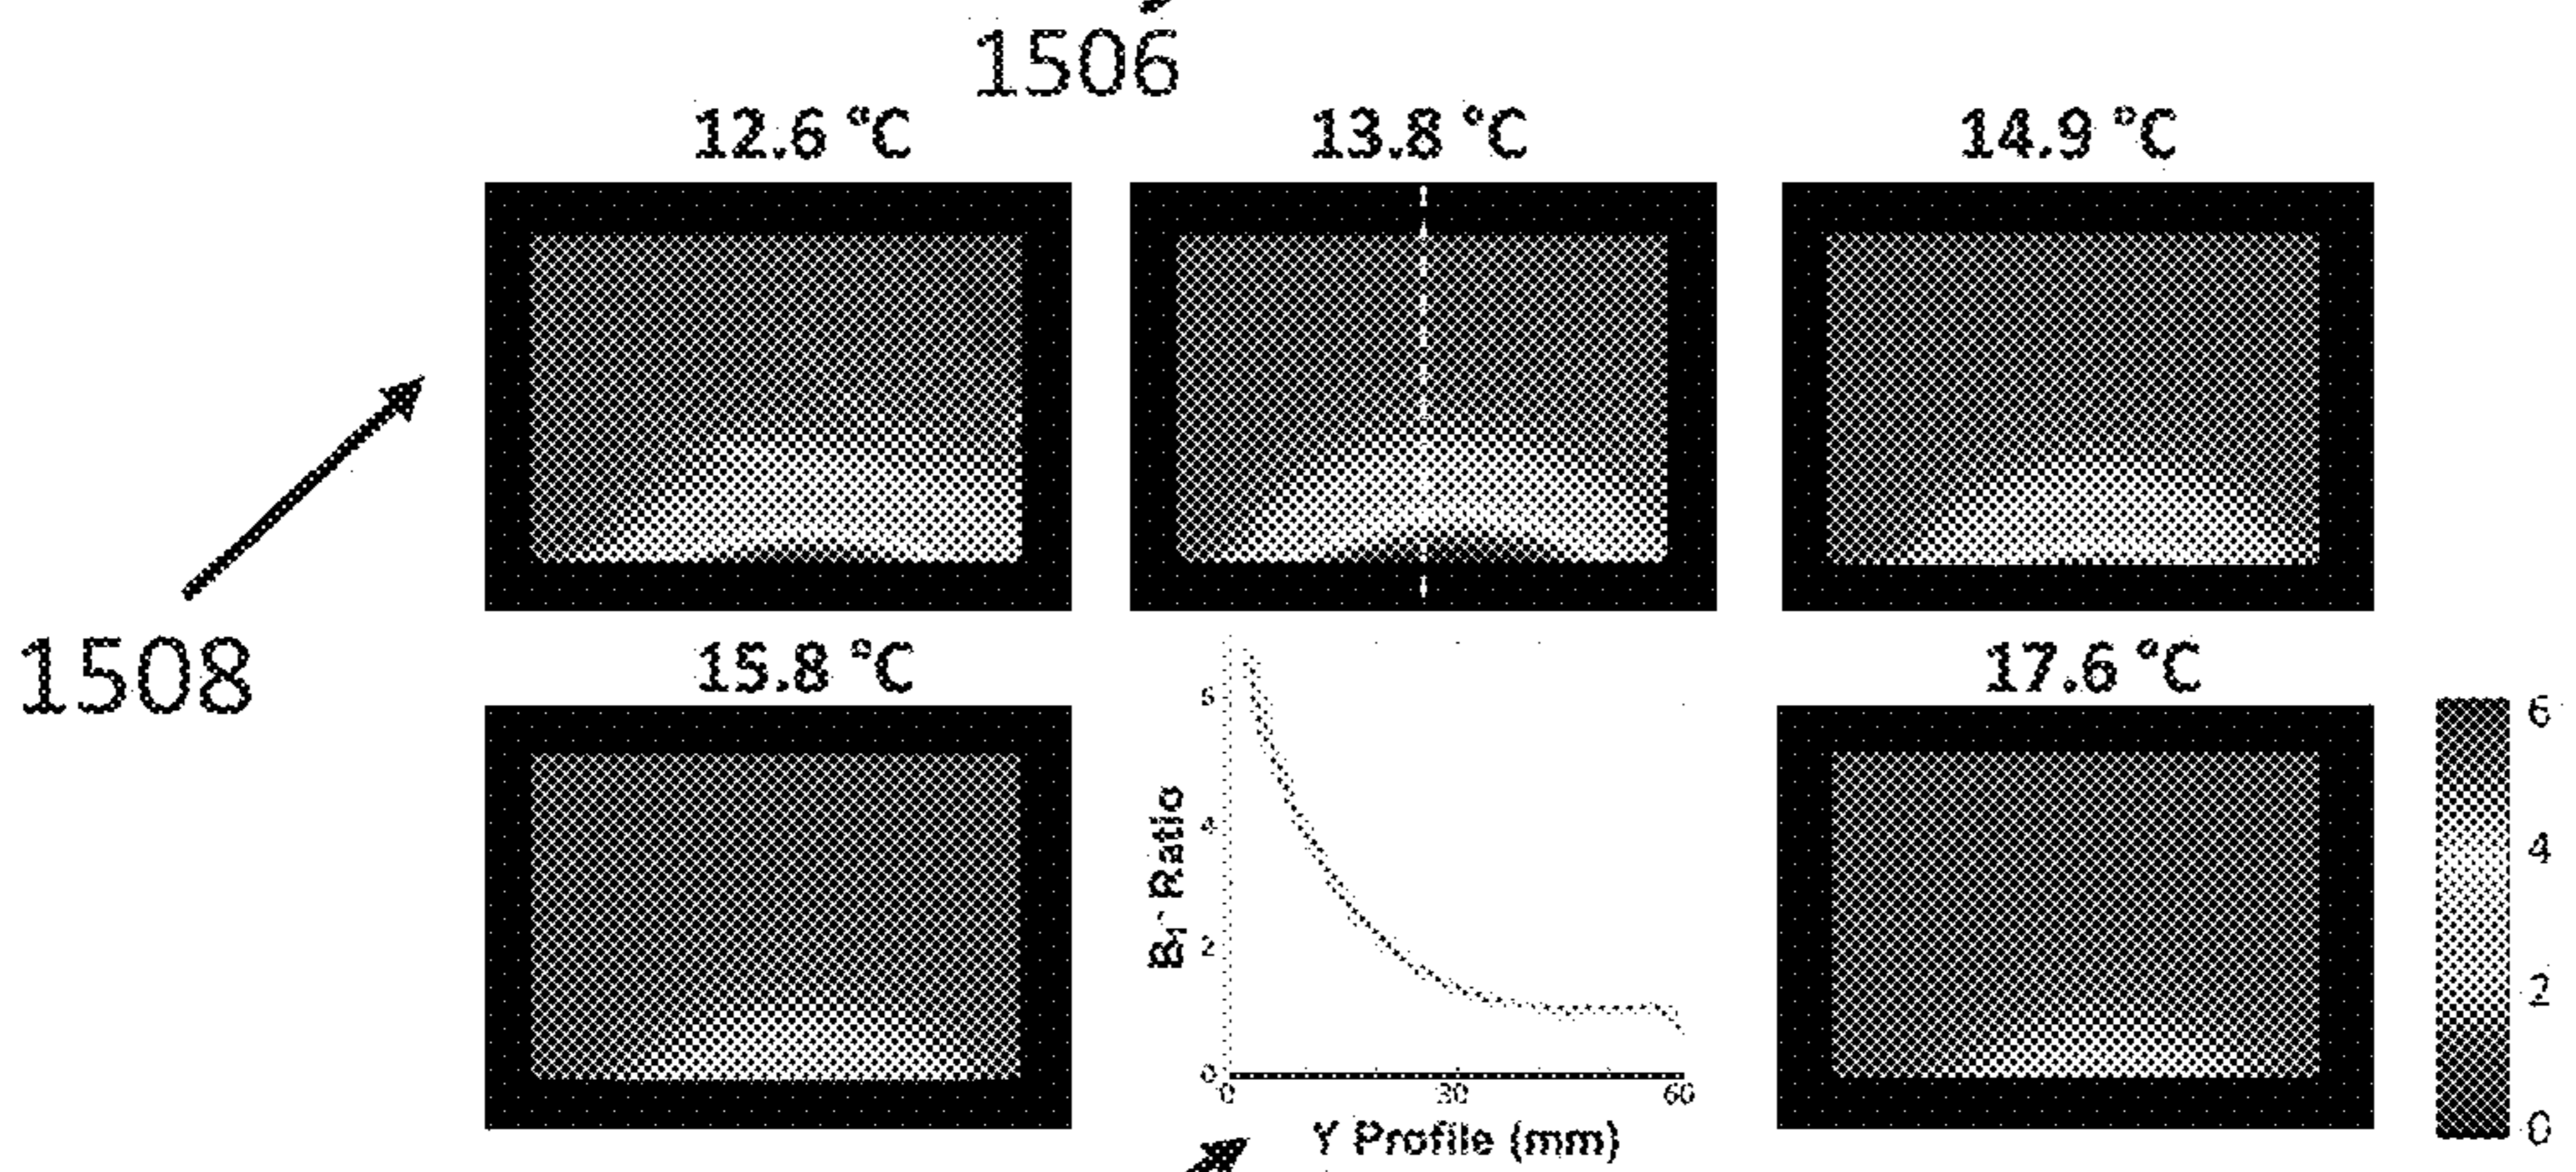 1506
12.6 °C
13.8 °C
14.9 °C
1508
15.8 °C
17.6 °C
6
4
2
0
B₁⁻ Ratio
0
30
60
Y Profile (mm)
6
4
2
0